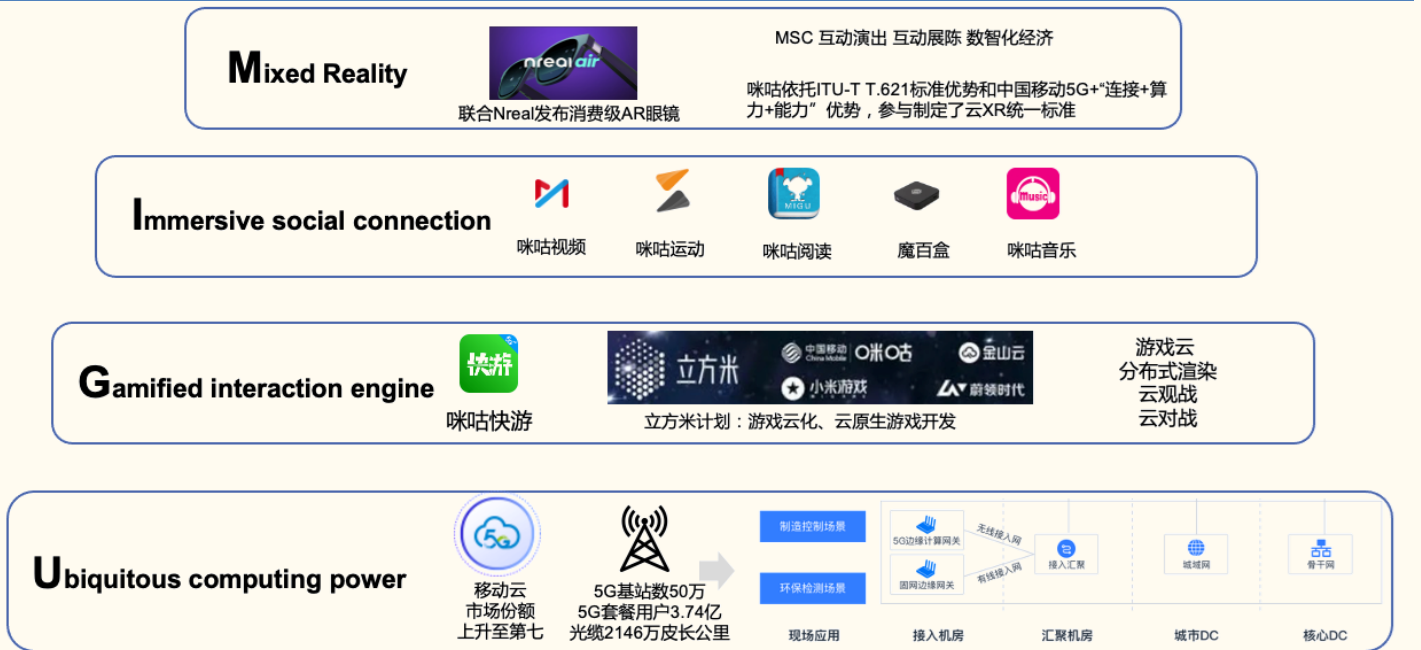 Mixed Reality
nreal air
联合Nreal发布消费级AR眼镜
MSC 互动演出 互动展陈 数智化经济
咪咕依托ITU-T T.621标准优势和中国移动5G+“连接+算
力+能力”优势，参与制定了云XR统一标准
Immersive social connection
MIGU
Music
咪咕视频
咪咕运动
咪咕阅读
魔百盒
咪咕音乐
Gamified interaction engine
快游
咪咕快游
立方米
中国移动
China Mobile
咪咕
金山云
小米游戏
蔚领时代
立方米计划：游戏云化、云原生游戏开发
游戏云
分布式渲染
云观战
云对战
Ubiquitous computing power
5G
移动云
市场份额
上升至第七
5G基站数50万
5G套餐用户3.74亿
光缆2146万皮长公里
制造控制场景
环保检测场景
现场应用
5G边缘计算网关
固网边缘网关
接入机房
无线接入网
有线接入网
接入汇聚
汇聚机房
城域网
城市DC
骨干网
核心DC